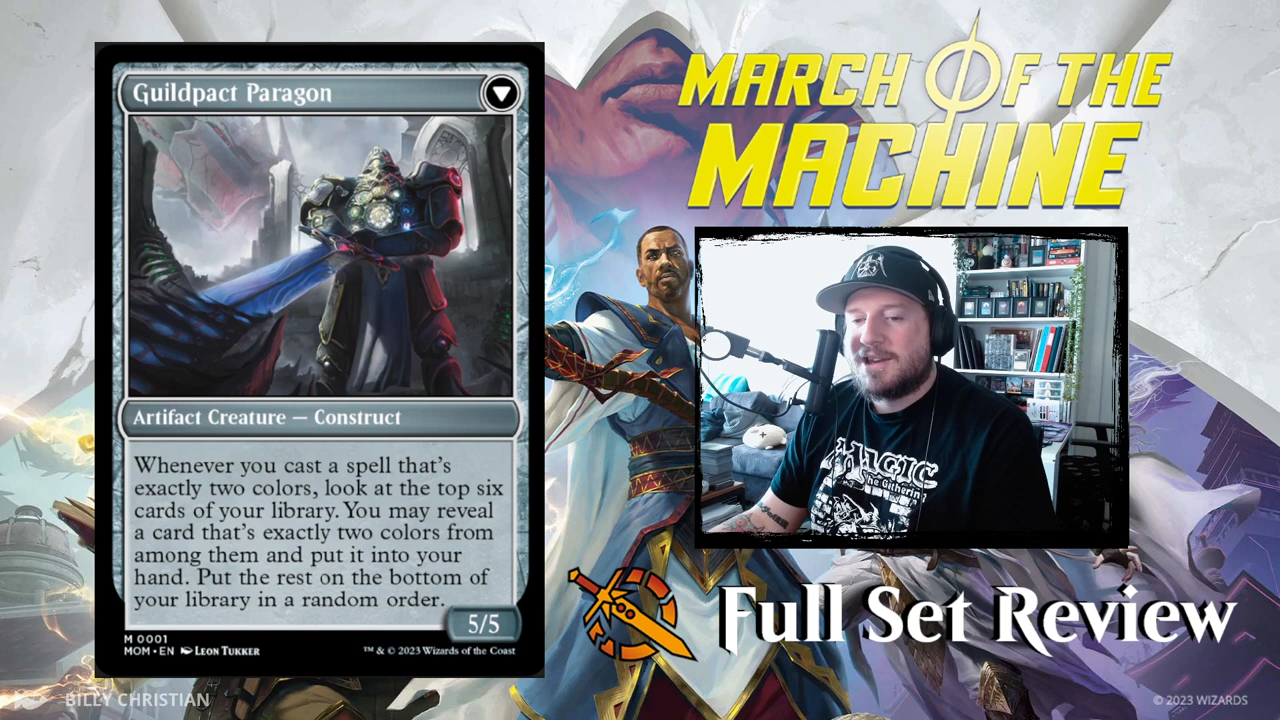 Guildpact Paragon
Artifact Creature — Construct
Whenever you cast a spell that's
exactly two colors, look at the top six
cards of your library. You may reveal
a card that's exactly two colors from
among them and put it into your
hand. Put the rest on the bottom of
your library in a random order.
5/5
M 0001
MOM • EN LEON TUKKER
™ & © 2023 Wizards of the Coast
BILLY CHRISTIAN
MARCH OF THE
MACHINE
MAGIC
The Gathering
Full Set Review
© 2023 WIZARDS